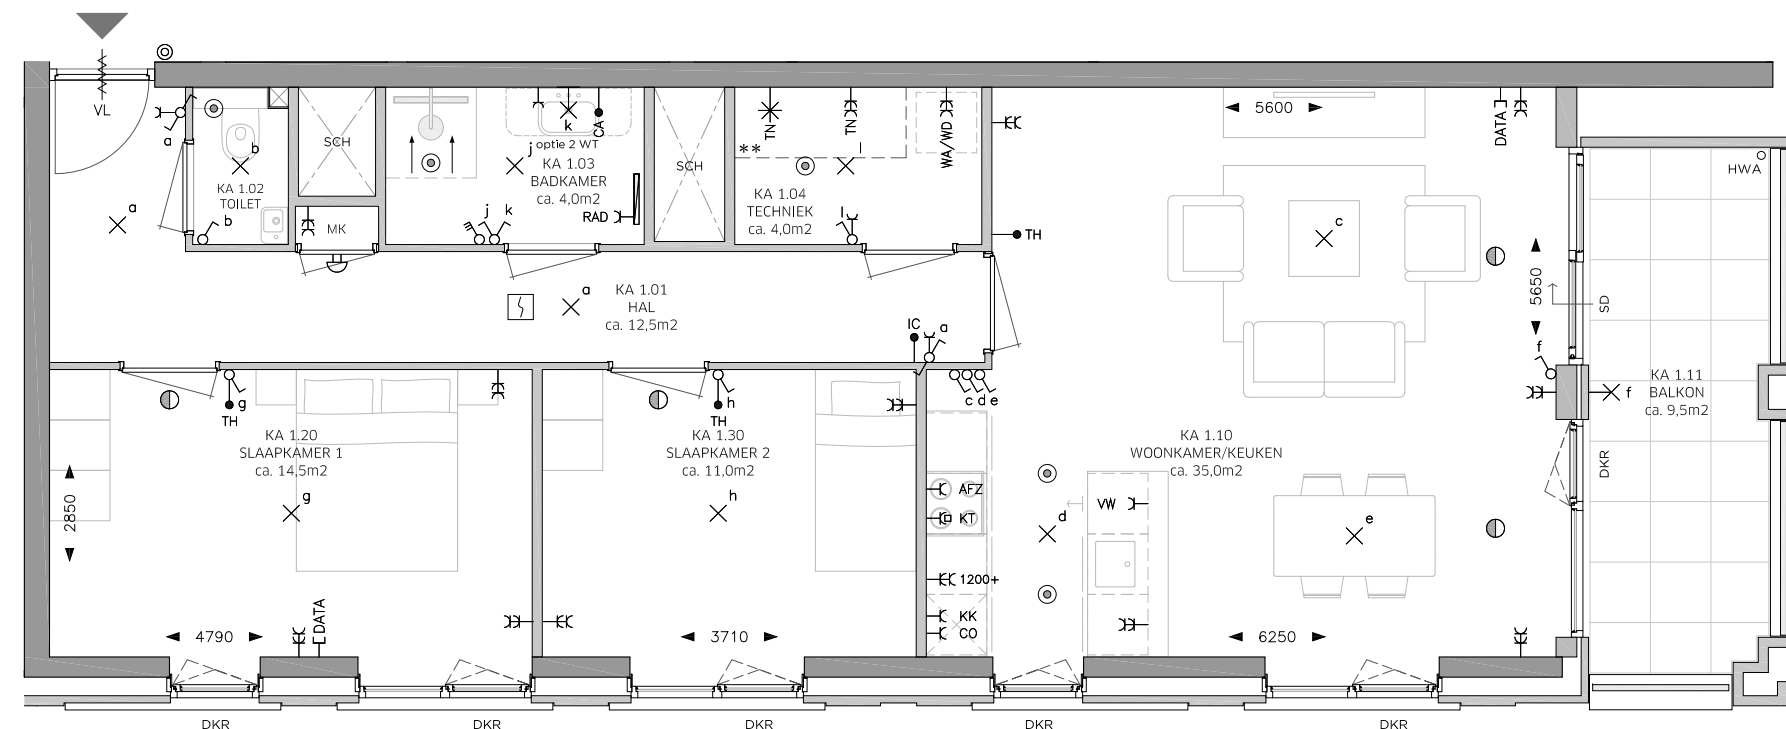 VL
a
b
KA 1.02
TOILET
b
a
SCH
MK
k
CA
optie 2 WT
j
KA 1.03
BADKAMER
ca. 4,0m2
RAD
j
k
SCH
TN
TN
WA/WD
**
KA 1.04
TECHNIEK
ca. 4,0m2
l
TH
5600
DATA
HWA
c
5650
SD
f
f
KA 1.11
BALKON
ca. 9,5m2
a
KA 1.01
HAL
ca. 12,5m2
IC
a
g
TH
KA 1.20
SLAAPKAMER 1
ca. 14,5m2
g
2850
4790
DATA
h
TH
KA 1.30
SLAAPKAMER 2
ca. 11,0m2
h
3710
c d e
KA 1.10
WOONKAMER/KEUKEN
ca. 35,0m2
AFZ
KT
1200+
KK
CO
d
VW
e
6250
DKR
DKR
DKR
DKR
DKR
DKR